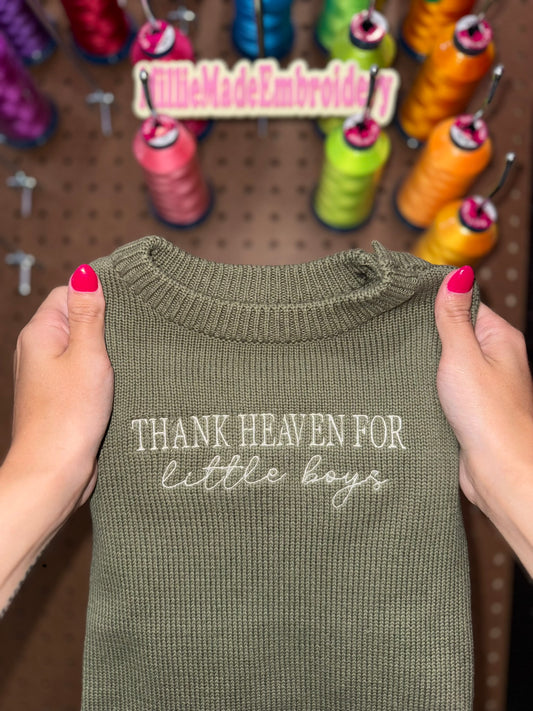 MillieMadeEmbroidery
THANK HEAVEN FOR
little boys